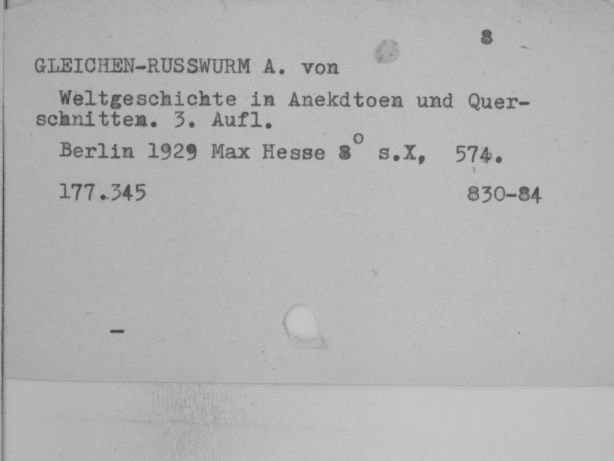 8
GLEICHEN-RUSSWURM A. von
Weltgeschichte in Anekdtoen und Quer-
schnitten. 3. Aufl.
Berlin 1929 Max Hesse 8° s.X, 574.
177.345 830-84
-